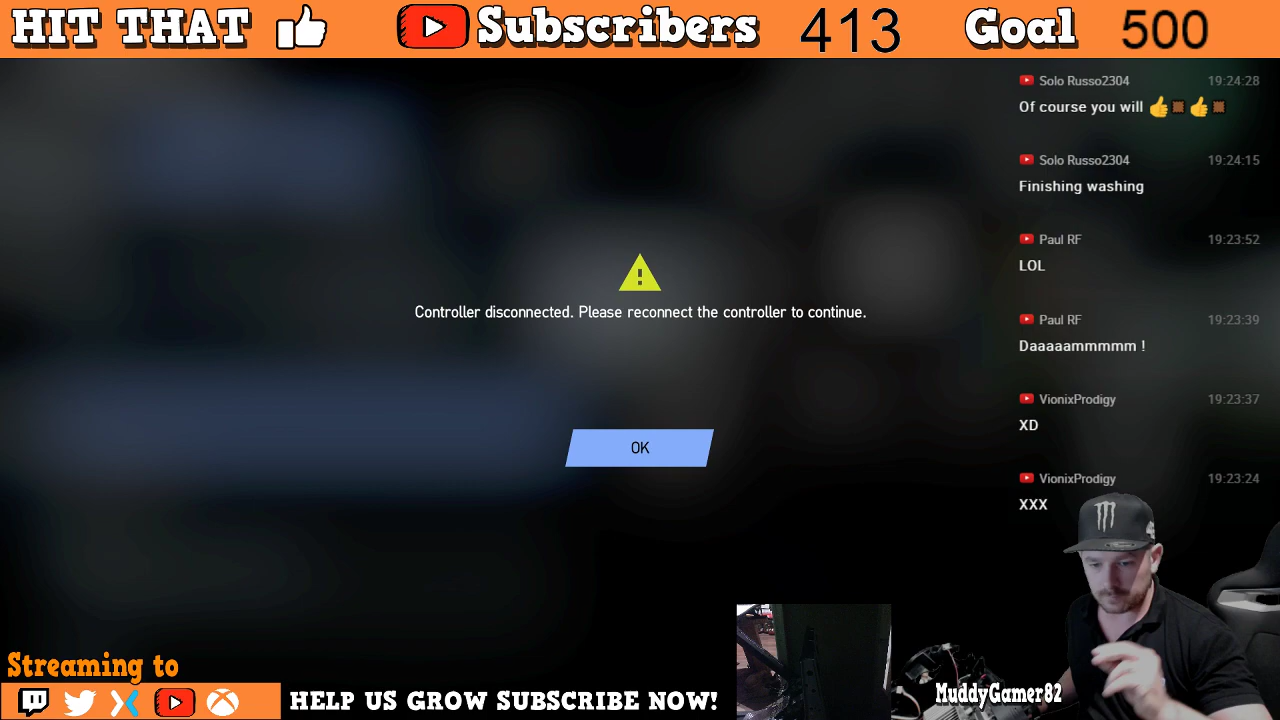 HIT THAT
Subscribers 413
Goal 500
Solo Russo2304 19:24:28
Of course you will 👍🏿👍🏿
Solo Russo2304 19:24:15
Finishing washing
Paul RF 19:23:52
LOL
Paul RF 19:23:39
Daaaaammmmm !
VionixProdigy 19:23:37
XD
VionixProdigy 19:23:24
XXX
Controller disconnected. Please reconnect the controller to continue.
OK
Streaming to
HELP US GROW SUBSCRIBE NOW!
MuddyGamer82